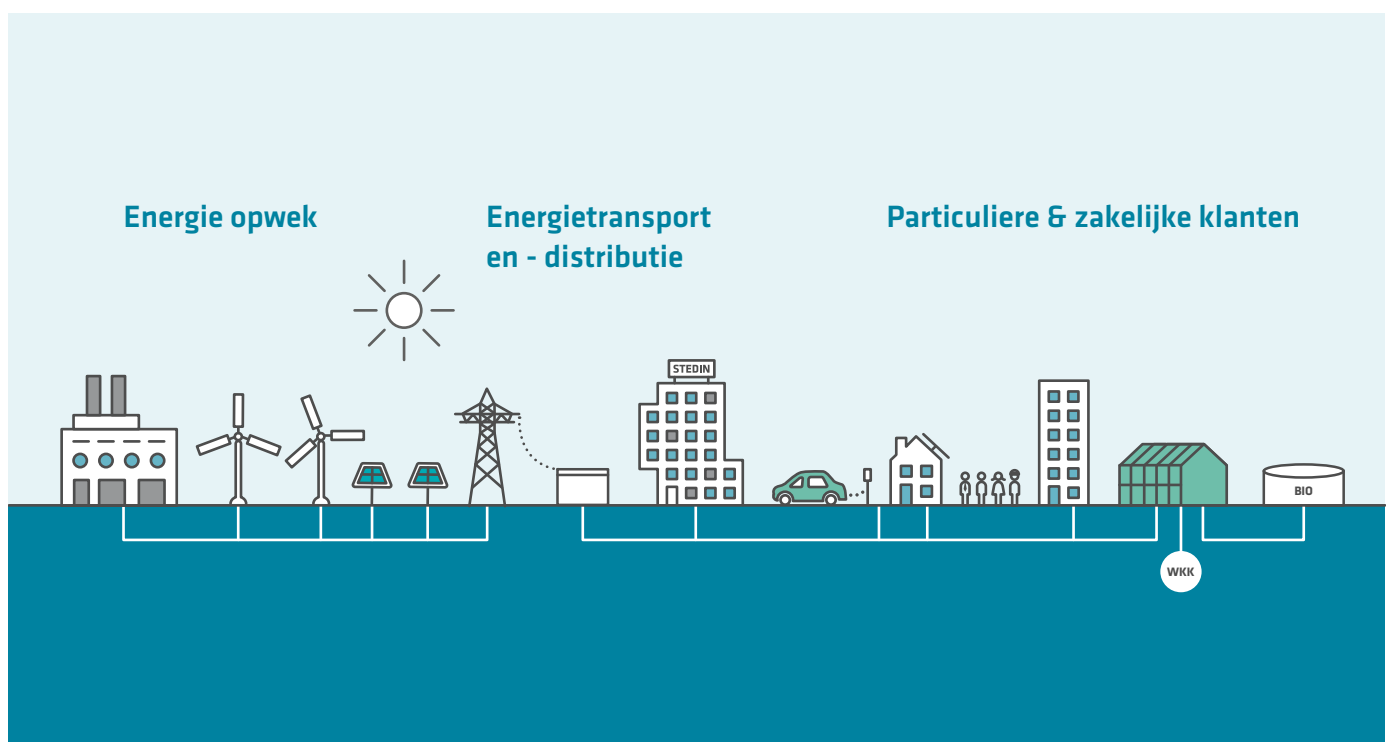 Energie opwek
Energietransport
en - distributie
Particuliere & zakelijke klanten
STEDIN
BIO
WKK